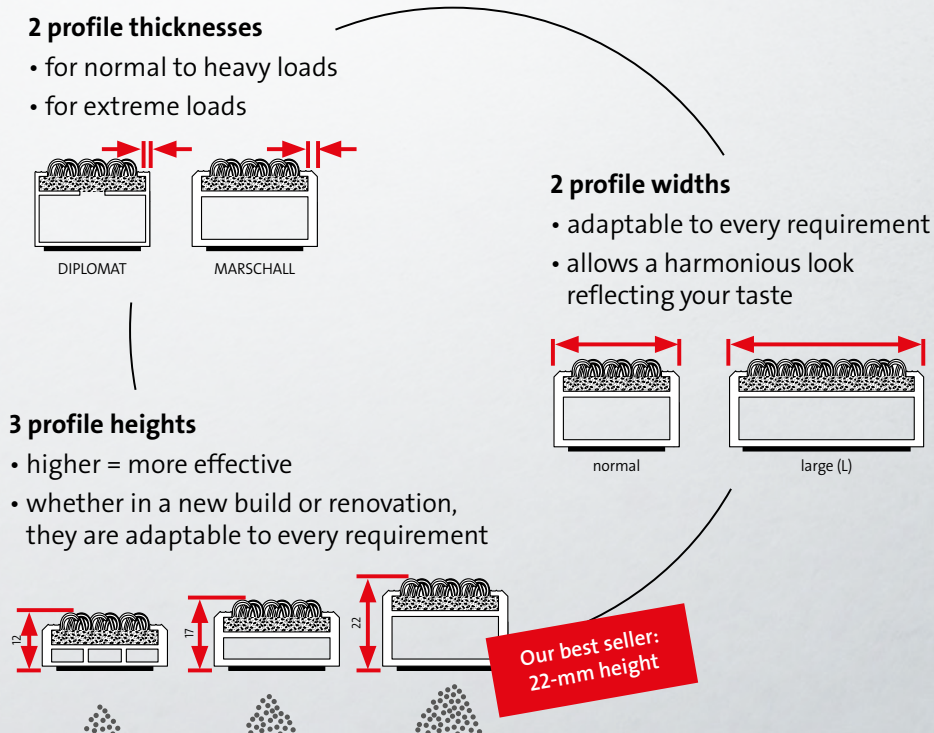 2 profile thicknesses
• for normal to heavy loads
• for extreme loads
DIPLOMAT
MARSCHALL
2 profile widths
• adaptable to every requirement
• allows a harmonious look
reflecting your taste
normal
large (L)
3 profile heights
• higher = more effective
• whether in a new build or renovation,
they are adaptable to every requirement
12
17
22
Our best seller:
22-mm height